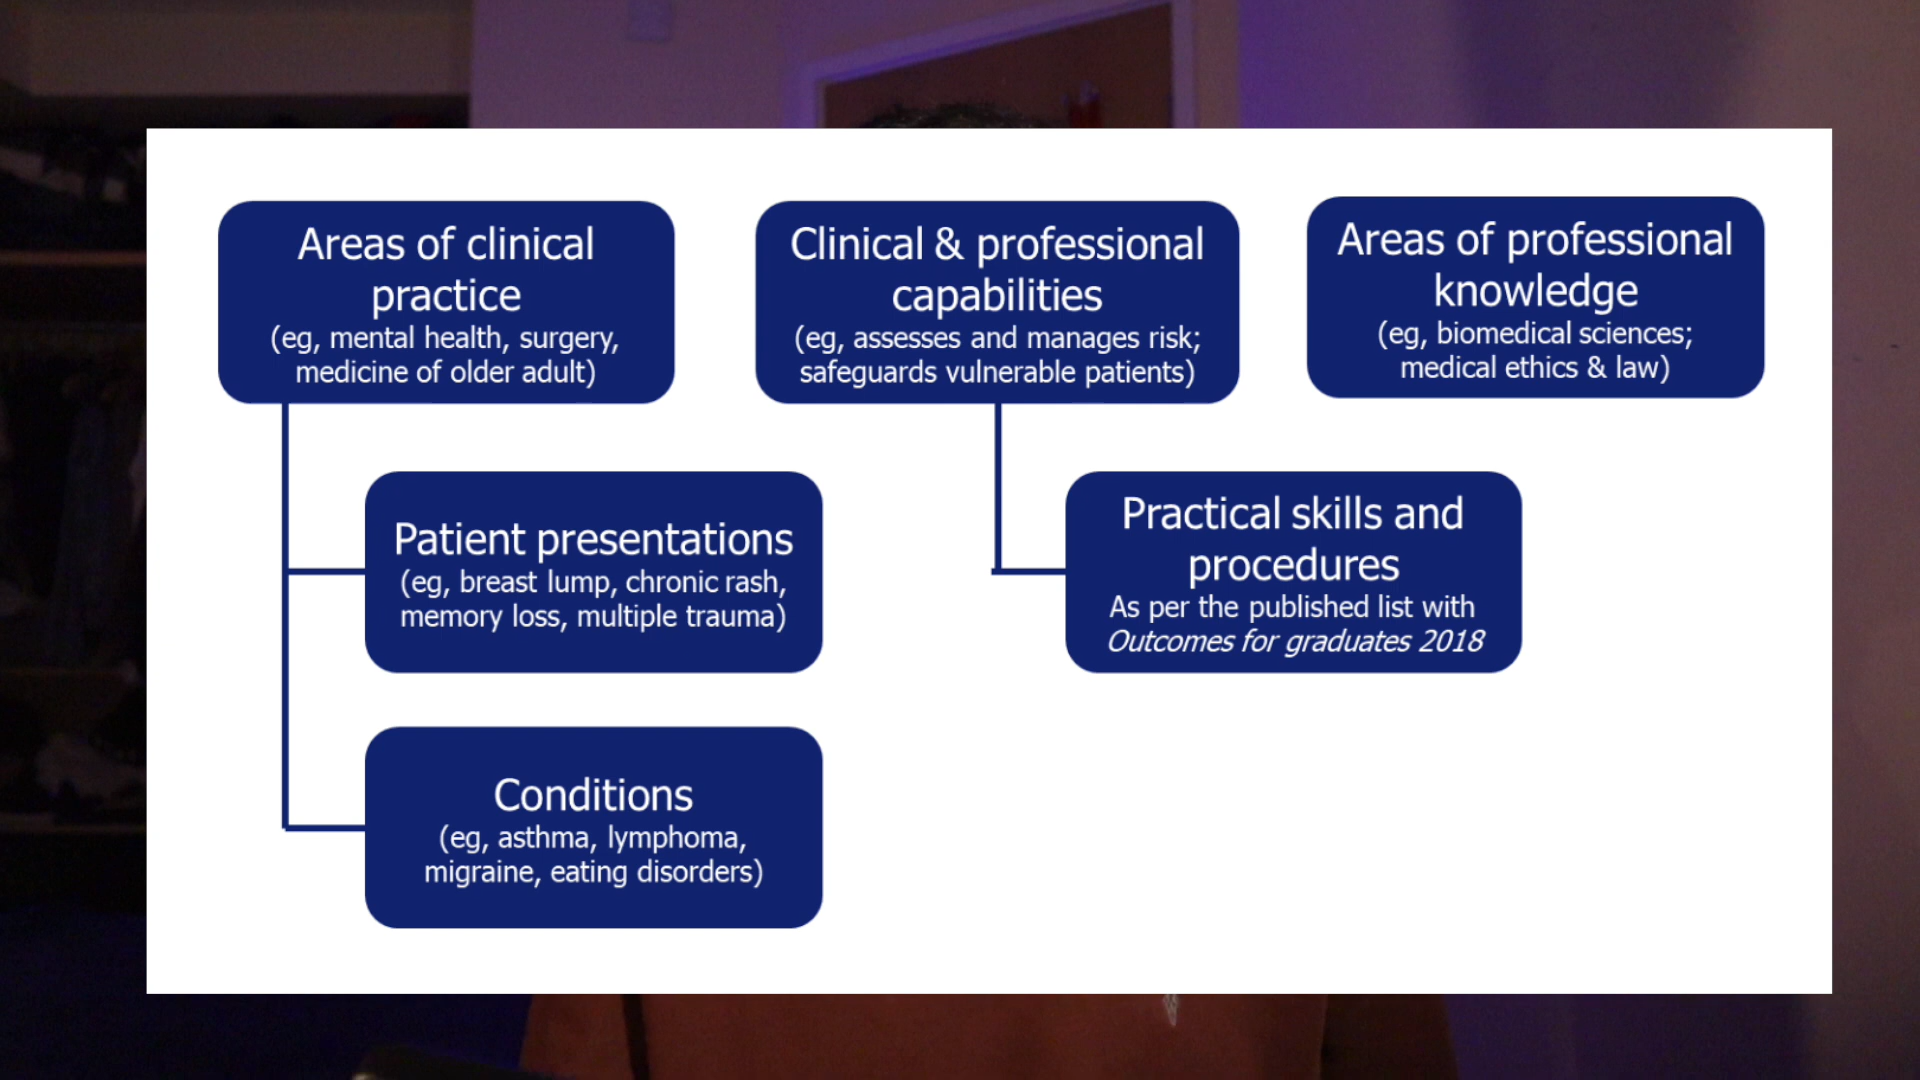 Areas of clinical
practice
(eg, mental health, surgery,
medicine of older adult)
Clinical & professional
capabilities
(eg, assesses and manages risk;
safeguards vulnerable patients)
Areas of professional
knowledge
(eg, biomedical sciences;
medical ethics & law)
Patient presentations
(eg, breast lump, chronic rash,
memory loss, multiple trauma)
Practical skills and
procedures
As per the published list with
Outcomes for graduates 2018
Conditions
(eg, asthma, lymphoma,
migraine, eating disorders)